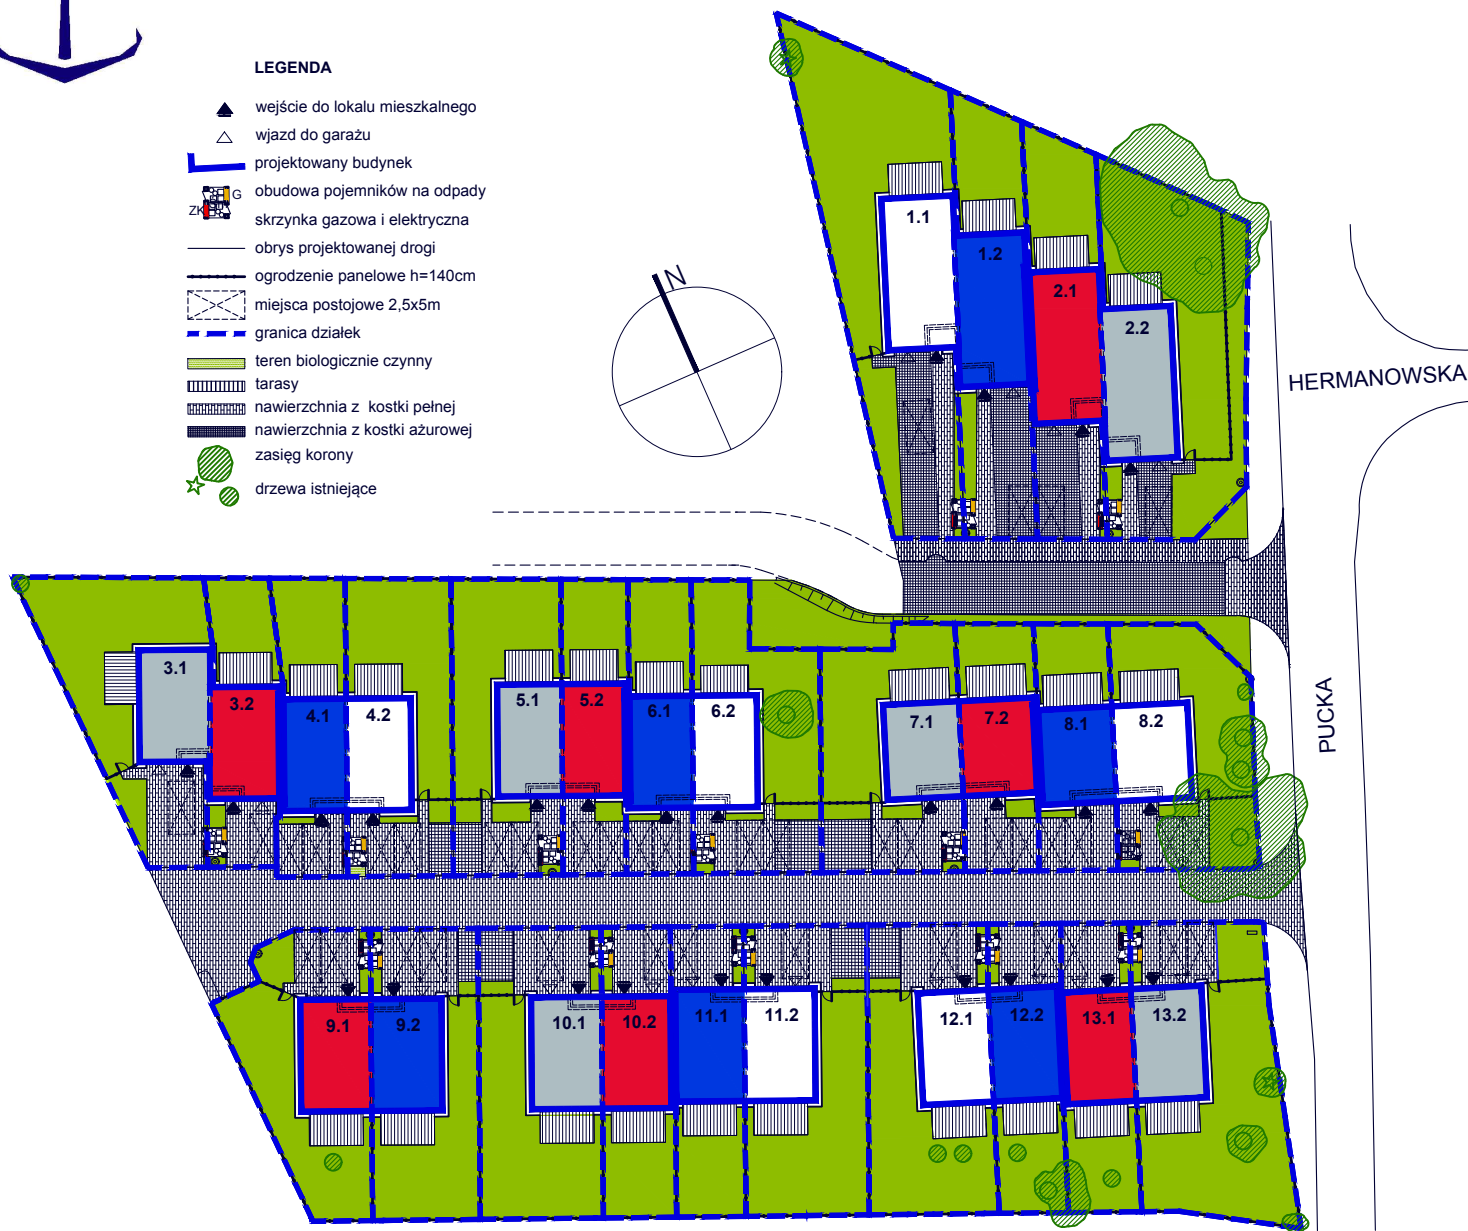 LEGENDA
wejście do lokalu mieszkalnego
wjazd do garażu
projektowany budynek
obudowa pojemników na odpady
G
ZK
skrzynka gazowa i elektryczna
obrys projektowanej drogi
ogrodzenie panelowe h=140cm
miejsca postojowe 2,5x5m
granica działek
teren biologicznie czynny
tarasy
nawierzchnia z kostki pełnej
nawierzchnia z kostki ażurowej
zasięg korony
drzewa istniejące
N
1.1
1.2
2.1
2.2
HERMANOWSKA
PUCKA
3.1
3.2
4.1
4.2
5.1
5.2
6.1
6.2
7.1
7.2
8.1
8.2
9.1
9.2
10.1
10.2
11.1
11.2
12.1
12.2
13.1
13.2